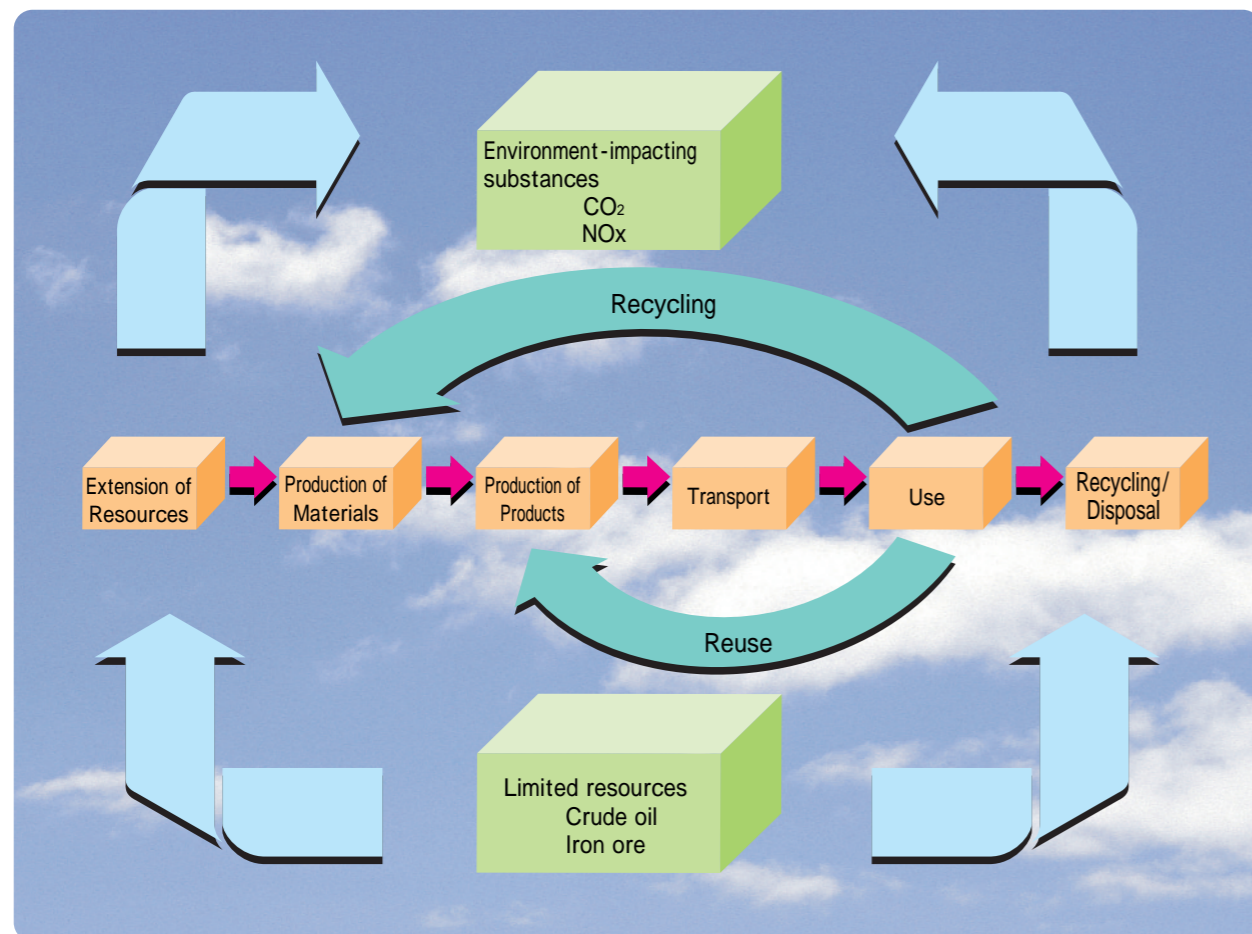 Environment-impacting
substances
CO₂
NOx
Recycling
Extension of
Resources
Production of
Materials
Production of
Products
Transport
Use
Recycling/
Disposal
Reuse
Limited resources
Crude oil
Iron ore